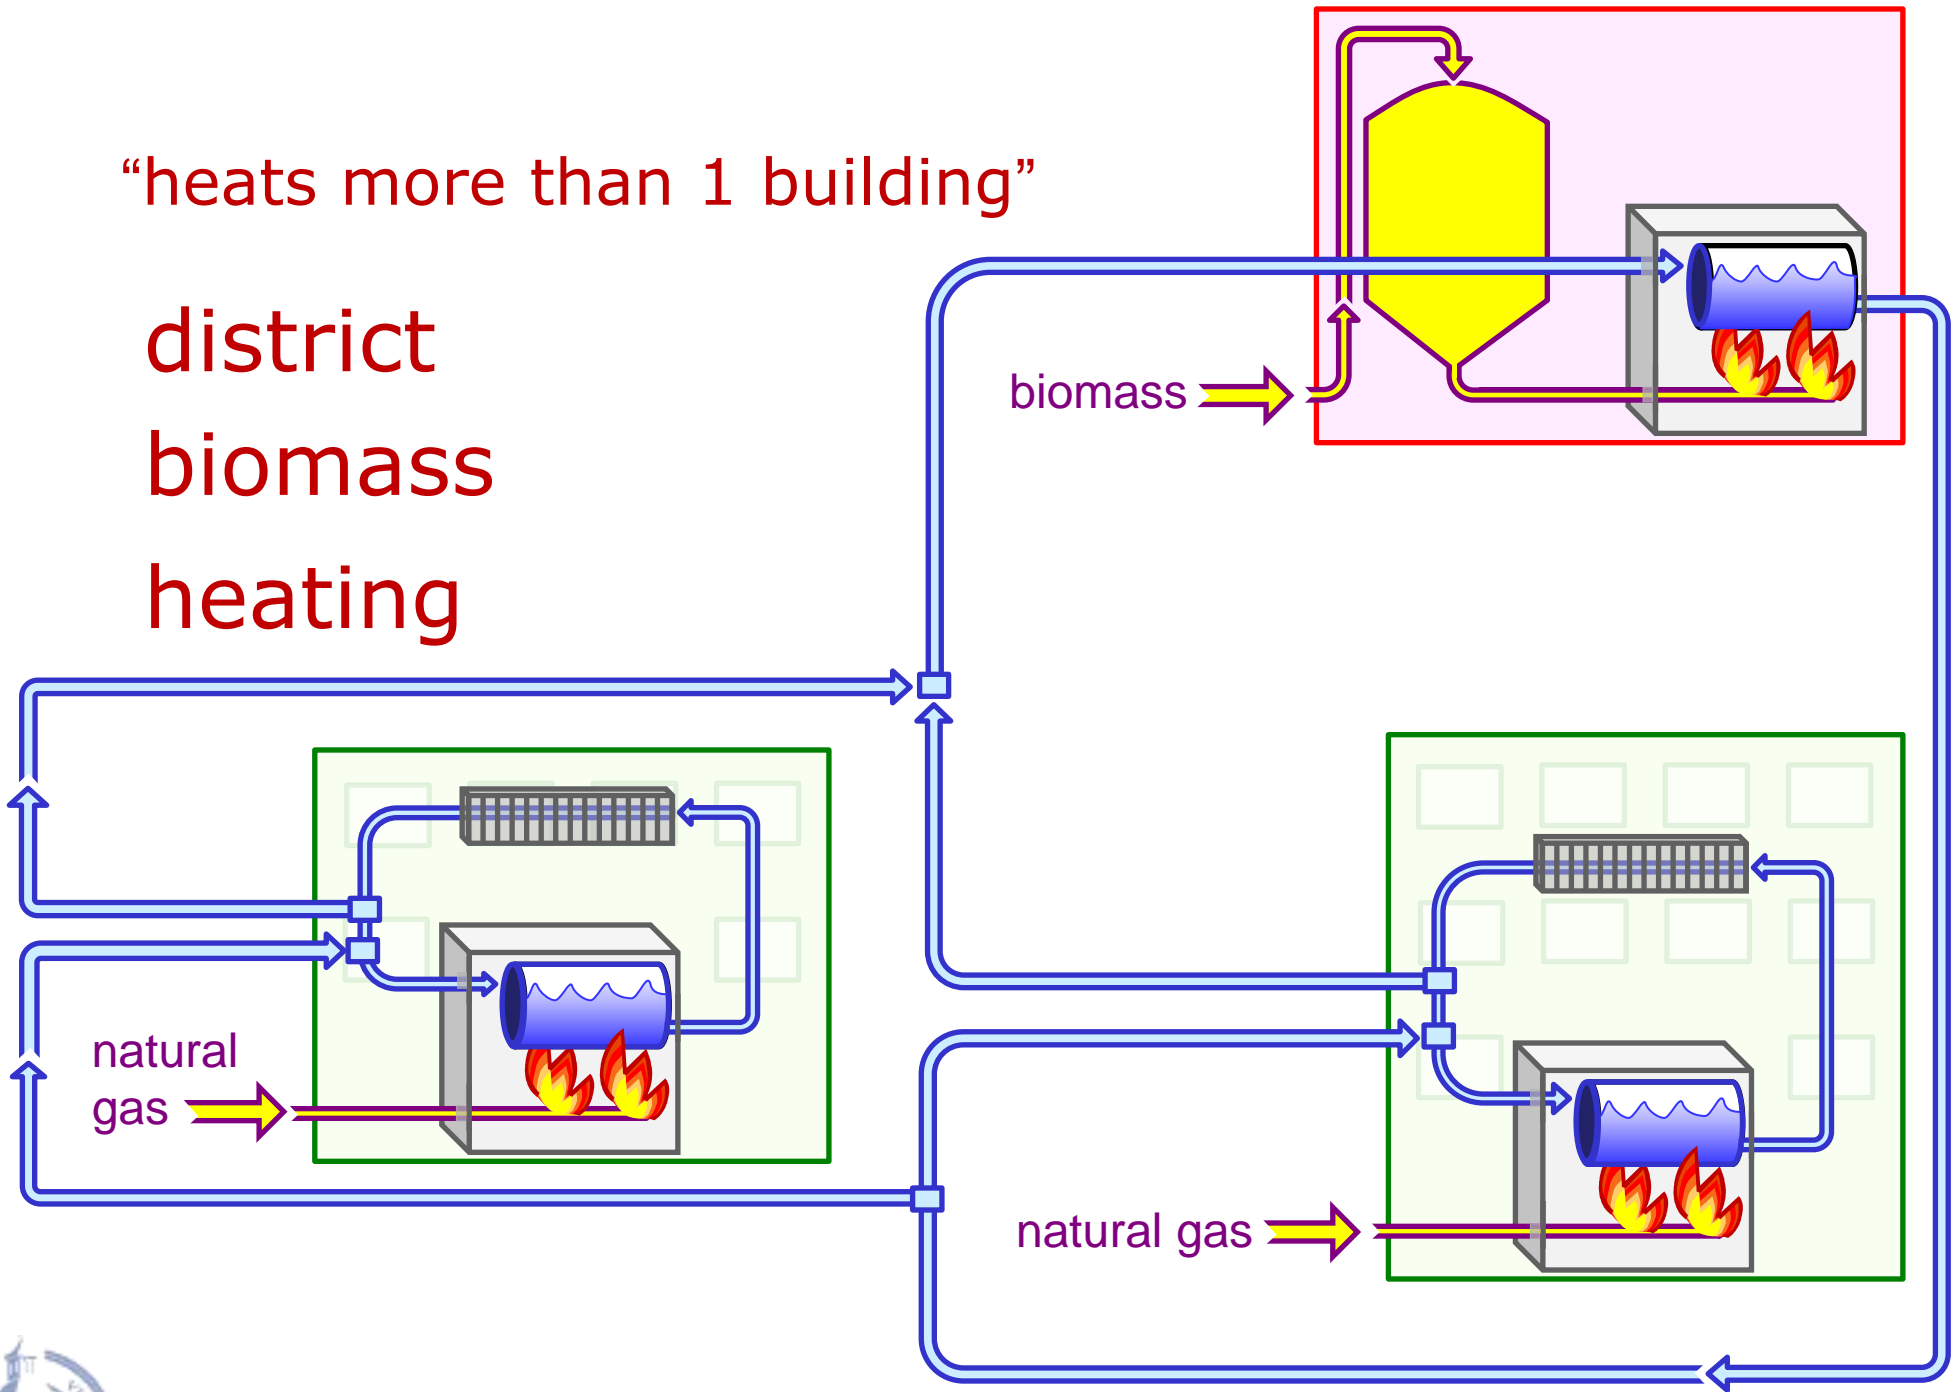 “heats more than 1 building”
district
biomass
heating
biomass
natural
gas
natural gas